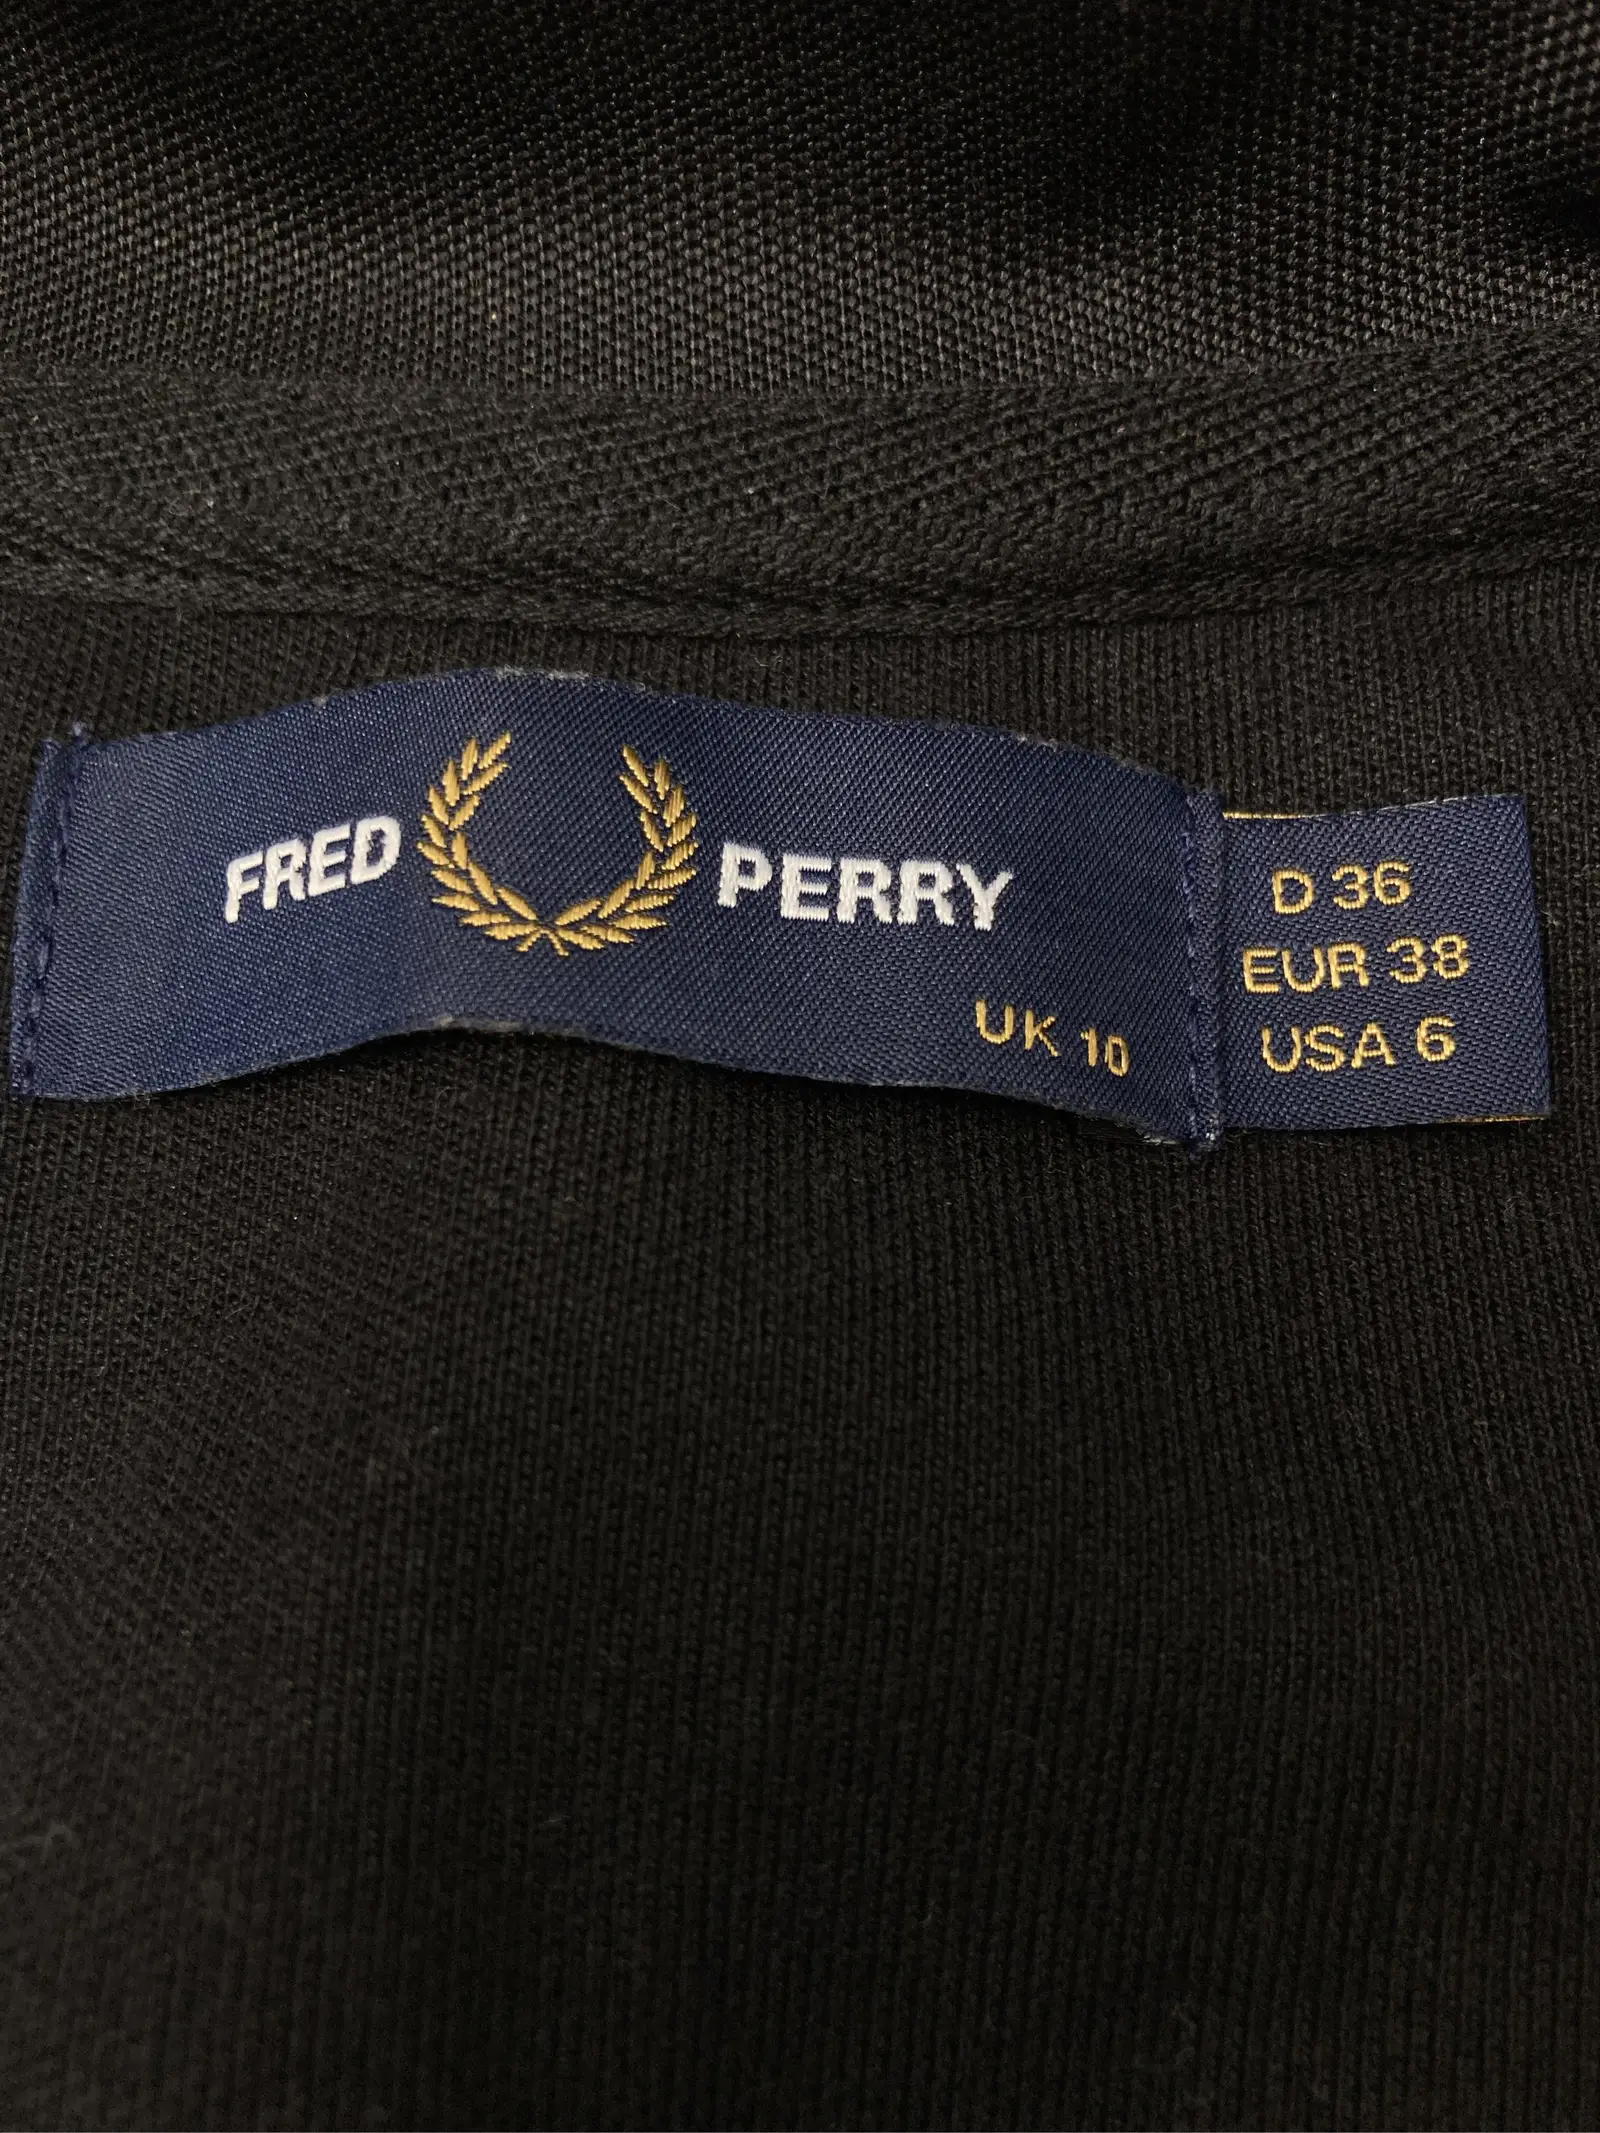 FRED PERRY
UK 10
D 36
EUR 38
USA 6